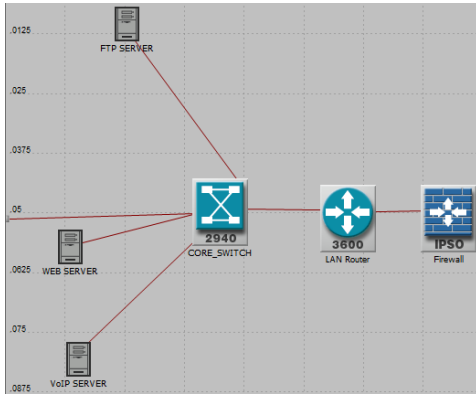 .0125
FTP SERVER
.025
.0375
.05
2940
CORE_SWITCH
3600
LAN Router
IPSO
Firewall
WEB SERVER
.0625
.075
VoIP SERVER
.0875